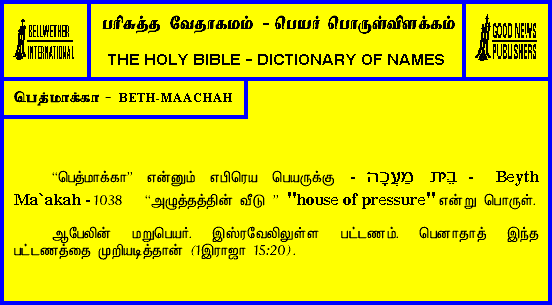 BELLWETHER
INTERNATIONAL
பரிசுத்த வேதாகமம் - பெயர் பொருள்விளக்கம்
THE HOLY BIBLE - DICTIONARY OF NAMES
GOOD NEWS
PUBLISHERS
பெத்மாக்கா - BETH-MAACHAH
“பெத்மாக்கா” என்னும் எபிரெய பெயருக்கு - בֵּית מַעֲכָה - Beyth
Ma`akah - 1038 “அழுத்தத்தின் வீடு ” "house of pressure" என்று பொருள்.
ஆபேலின் மறுபெயர். இஸ்ரவேலிலுள்ள பட்டணம். பெனாதாத் இந்த
பட்டணத்தை முறியடித்தான் (1இராஜா 15:20).